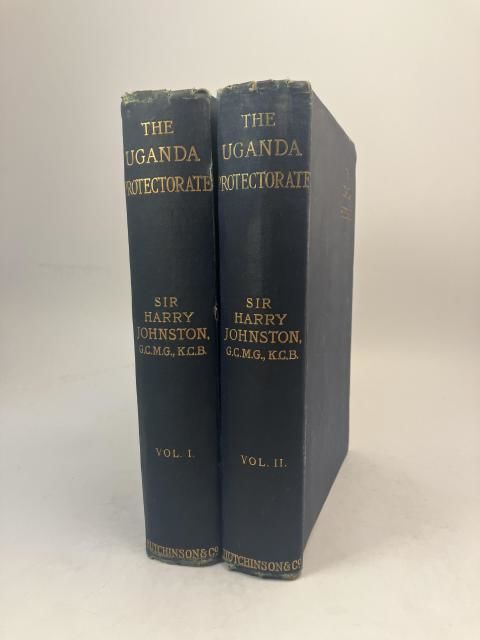 THE
UGANDA
PROTECTORATE
SIR
HARRY
JOHNSTON,
G.C.M.G., K.C.B.
VOL. I.
HUTCHINSON & Co
THE
UGANDA
PROTECTORATE
SIR
HARRY
JOHNSTON,
G.C.M.G., K.C.B.
VOL. II.
HUTCHINSON & Co